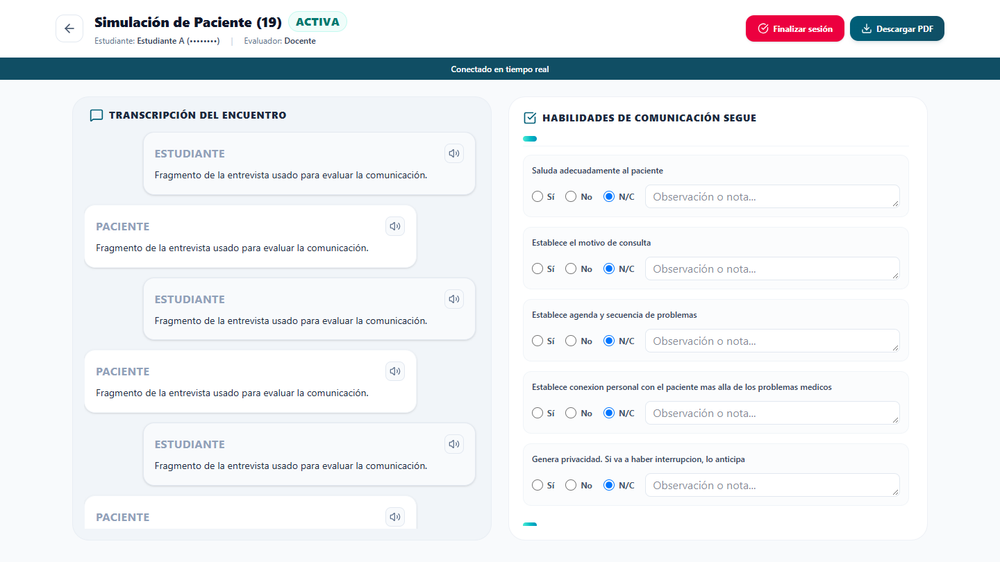 Simulación de Paciente (19)
ACTIVA
Estudiante: Estudiante A (••••••••) | Evaluador: Docente
Finalizar sesión
Descargar PDF
Conectado en tiempo real
TRANSCRIPCIÓN DEL ENCUENTRO
ESTUDIANTE
Fragmento de la entrevista usado para evaluar la comunicación.
PACIENTE
Fragmento de la entrevista usado para evaluar la comunicación.
ESTUDIANTE
Fragmento de la entrevista usado para evaluar la comunicación.
PACIENTE
Fragmento de la entrevista usado para evaluar la comunicación.
ESTUDIANTE
Fragmento de la entrevista usado para evaluar la comunicación.
PACIENTE
HABILIDADES DE COMUNICACIÓN SEGUE
Saluda adecuadamente al paciente
Sí No N/C Observación o nota...
Establece el motivo de consulta
Sí No N/C Observación o nota...
Establece agenda y secuencia de problemas
Sí No N/C Observación o nota...
Establece conexion personal con el paciente mas alla de los problemas medicos
Sí No N/C Observación o nota...
Genera privacidad. Si va a haber interrupcion, lo anticipa
Sí No N/C Observación o nota...